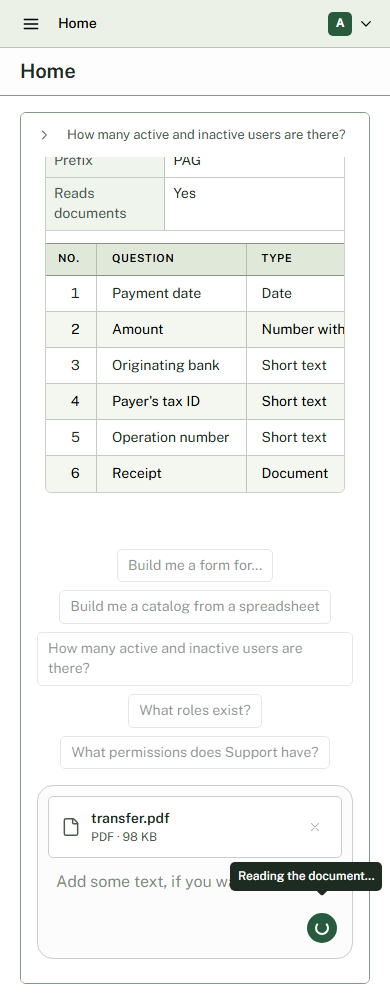 Home
A
Home
How many active and inactive users are there?
Prefix PAG
Reads Yes
documents
NO. QUESTION TYPE
1 Payment date Date
2 Amount Number with
3 Originating bank Short text
4 Payer's tax ID Short text
5 Operation number Short text
6 Receipt Document
Build me a form for...
Build me a catalog from a spreadsheet
How many active and inactive users are
there?
What roles exist?
What permissions does Support have?
transfer.pdf
PDF · 98 KB
Reading the document...
Add some text, if you